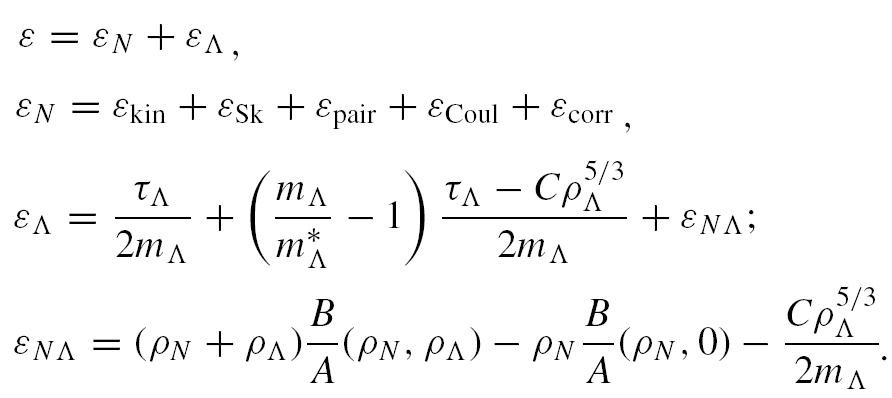 ε = ε_N + ε_Λ ,
ε_N = ε_kin + ε_Sk + ε_pair + ε_Coul + ε_corr ,
ε_Λ = τ_Λ / 2m_Λ + ( m_Λ / m*_Λ − 1 ) (τ_Λ − Cρ_Λ^{5/3}) / 2m_Λ + ε_{NΛ};
ε_{NΛ} = (ρ_N + ρ_Λ) B/A (ρ_N, ρ_Λ) − ρ_N B/A (ρ_N, 0) − Cρ_Λ^{5/3} / 2m_Λ .